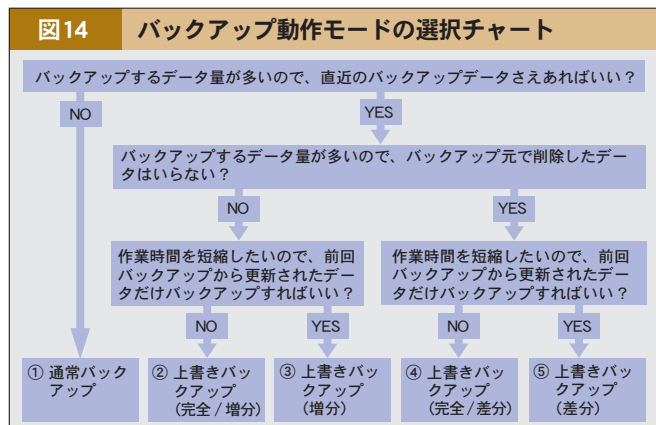 図14 バックアップ動作モードの選択チャート
バックアップするデータ量が多いので、直近のバックアップデータさえあればいい？
NO
YES
バックアップするデータ量が多いので、バックアップ元で削除したデー
タはいらない？
NO
YES
作業時間を短縮したいので、前回
バックアップから更新されたデー
タだけバックアップすればいい？
作業時間を短縮したいので、前回
バックアップから更新されたデー
タだけバックアップすればいい？
NO
YES
NO
YES
① 通常バック
アップ
② 上書きバッ
クアップ
(完全/増分)
③ 上書きバッ
クアップ
(増分)
④ 上書きバッ
クアップ
(完全/差分)
⑤ 上書きバッ
クアップ
(差分)